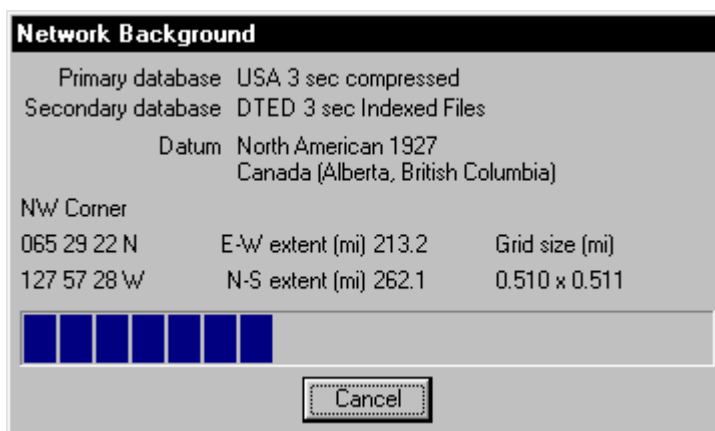 Network Background
Primary database USA 3 sec compressed
Secondary database DTED 3 sec Indexed Files
Datum North American 1927
Canada (Alberta, British Columbia)
NW Corner
065 29 22 N E-W extent (mi) 213.2 Grid size (mi)
127 57 28 W N-S extent (mi) 262.1 0.510 x 0.511
Cancel